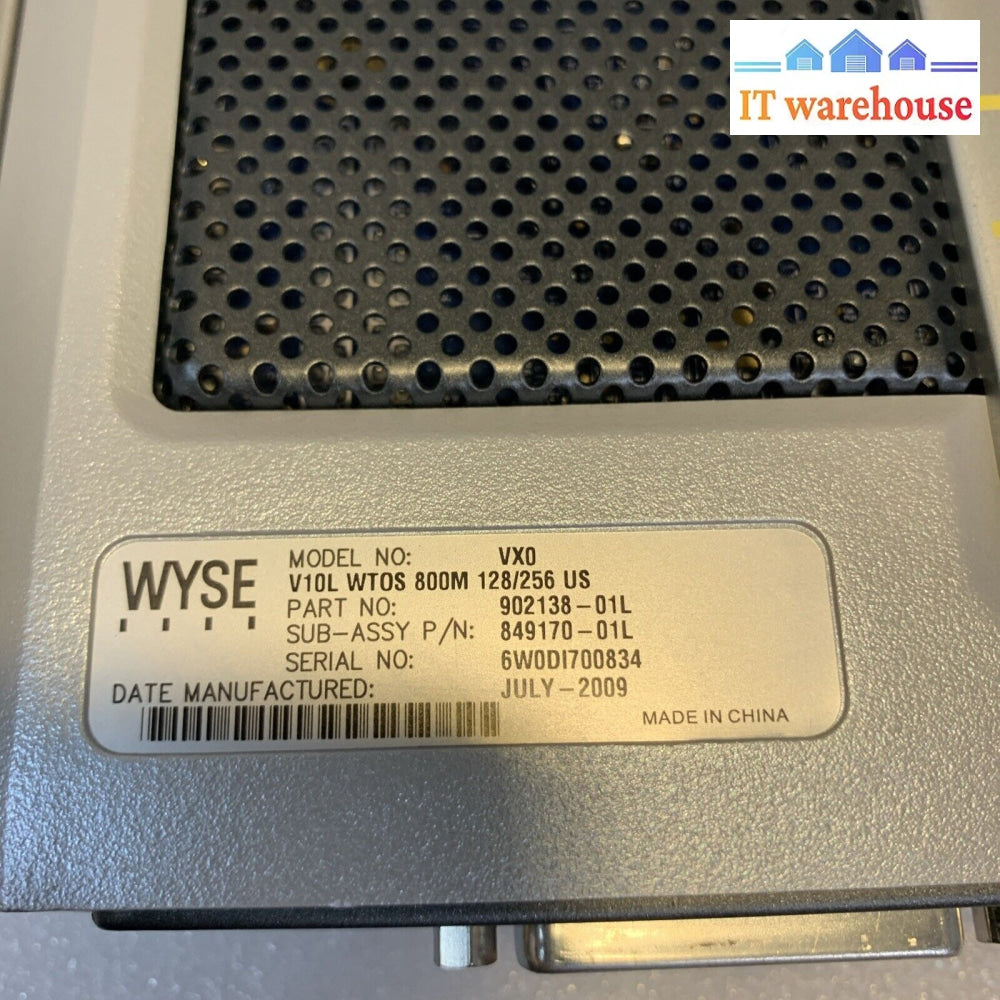 IT warehouse
WYSE
MODEL NO: VX0
V10L WTOS 800M 128/256 US
PART NO: 902138-01L
SUB-ASSY P/N: 849170-01L
SERIAL NO: 6W0DI700834
DATE MANUFACTURED: JULY-2009
MADE IN CHINA